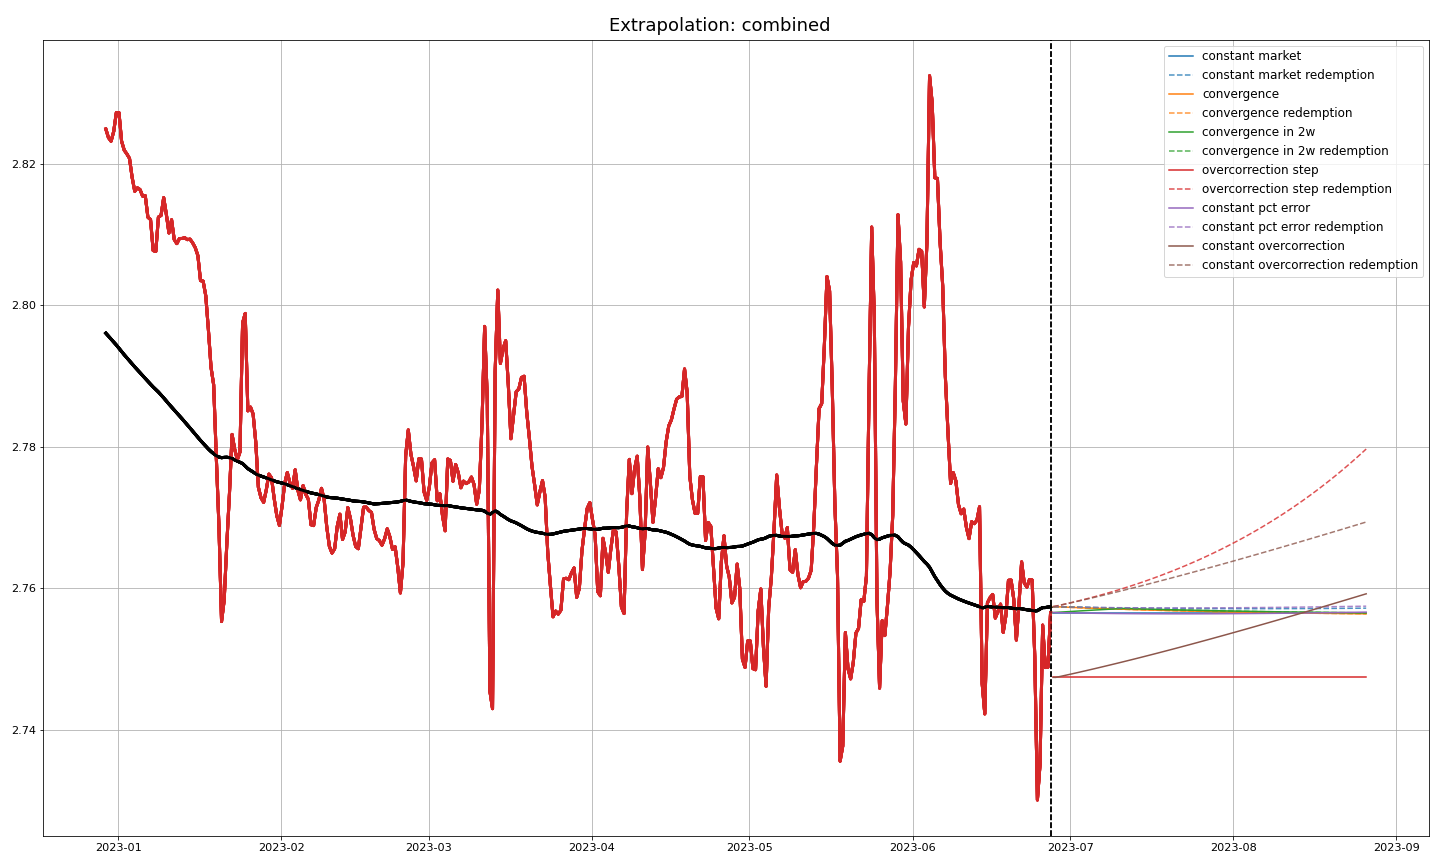 Extrapolation: combined
constant market
constant market redemption
convergence
convergence redemption
convergence in 2w
convergence in 2w redemption
overcorrection step
overcorrection step redemption
constant pct error
constant pct error redemption
constant overcorrection
constant overcorrection redemption
2.82
2.80
2.78
2.76
2.74
2023-01 2023-02 2023-03 2023-04 2023-05 2023-06 2023-07 2023-08 2023-09